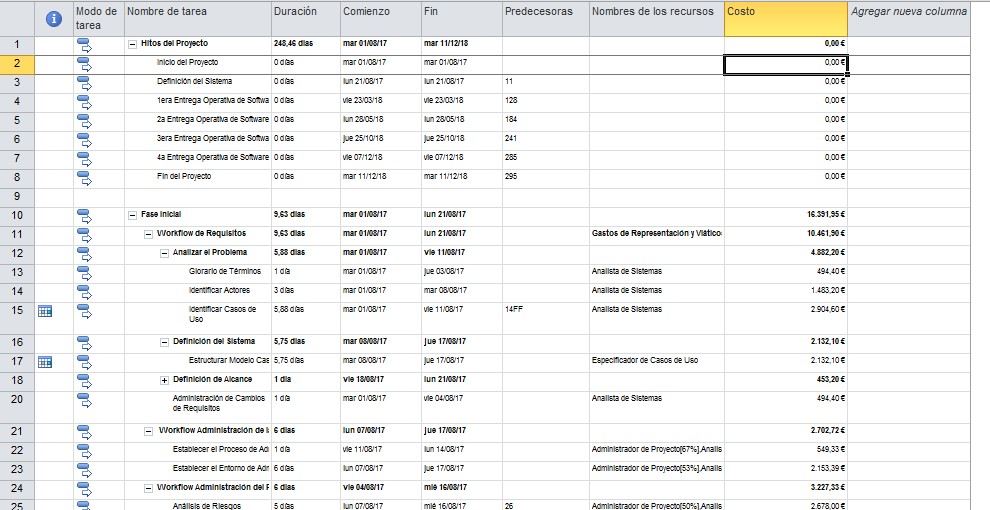 Modo de tarea Nombre de tarea Duración Comienzo Fin Predecesoras Nombres de los recursos Costo Agregar nueva columna
1 Hitos del Proyecto 248,46 días mar 01/08/17 mar 11/12/18 0,00 €
2 Inicio del Proyecto 0 días mar 01/08/17 mar 01/08/17 0,00 €
3 Definición del Sistema 0 días lun 21/08/17 lun 21/08/17 11 0,00 €
4 1era Entrega Operativa de Softwa 0 días vie 23/03/18 vie 23/03/18 128 0,00 €
5 2a Entrega Operativa de Software 0 días lun 28/05/18 lun 28/05/18 184 0,00 €
6 3era Entrega Operativa de Softwa 0 días jue 25/10/18 jue 25/10/18 241 0,00 €
7 4a Entrega Operativa de Software 0 días vie 07/12/18 vie 07/12/18 285 0,00 €
8 Fin del Proyecto 0 días mar 11/12/18 mar 11/12/18 295 0,00 €
9
10 Fase Inicial 9,63 días mar 01/08/17 lun 21/08/17 16.391,95 €
11 Workflow de Requisitos 9,63 días mar 01/08/17 lun 21/08/17 Gastos de Representación y Viático 10.461,90 €
12 Analizar el Problema 5,88 días mar 01/08/17 vie 11/08/17 4.882,20 €
13 Glorario de Términos 1 día mar 01/08/17 jue 03/08/17 Analista de Sistemas 494,40 €
14 Identificar Actores 3 días mar 01/08/17 mar 08/08/17 Analista de Sistemas 1.483,20 €
15 Identificar Casos de Uso 5,88 días mar 01/08/17 vie 11/08/17 14FF Analista de Sistemas 2.904,60 €
16 Definición del Sistema 5,75 días mar 08/08/17 jue 17/08/17 2.132,10 €
17 Estructurar Modelo Cas 5,75 días mar 08/08/17 jue 17/08/17 Especificador de Casos de Uso 2.132,10 €
18 Definición de Alcance 1 día vie 18/08/17 lun 21/08/17 453,20 €
20 Administración de Cambios de Requisitos 1 día mar 01/08/17 vie 04/08/17 Analista de Sistemas 494,40 €
21 Workflow Administración de la 6 días lun 07/08/17 jue 17/08/17 2.702,72 €
22 Establecer el Proceso de Ad 1 día vie 11/08/17 lun 14/08/17 Administrador de Proyecto[67%],Analis 549,33 €
23 Establecer el Entorno de Adr 6 días lun 07/08/17 jue 17/08/17 Administrador de Proyecto[53%],Analis 2.153,39 €
24 Workflow Administración del P 6 días vie 04/08/17 mié 16/08/17 3.227,33 €
25 Análisis de Riesgos 5 días lun 07/08/17 mié 16/08/17 26 Administrador de Proyecto[50%],Analis 2.678,00 €